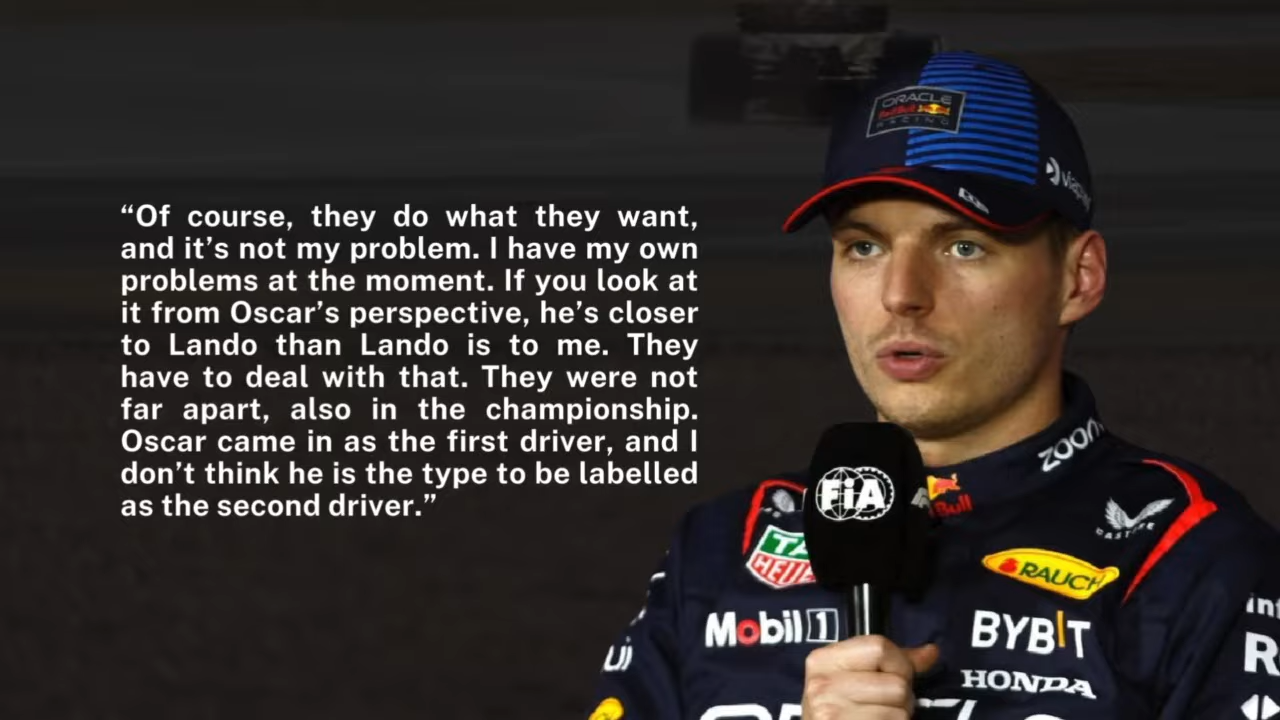 “Of course, they do what they want,
and it’s not my problem. I have my own
problems at the moment. If you look at
it from Oscar’s perspective, he’s closer
to Lando than Lando is to me. They
have to deal with that. They were not
far apart, also in the championship.
Oscar came in as the first driver, and I
don’t think he is the type to be labelled
as the second driver.”
ORACLE
Red Bull
RACING
zoom
FiA
Bull
RAUCH
Mobil 1
BYBIT
HONDA